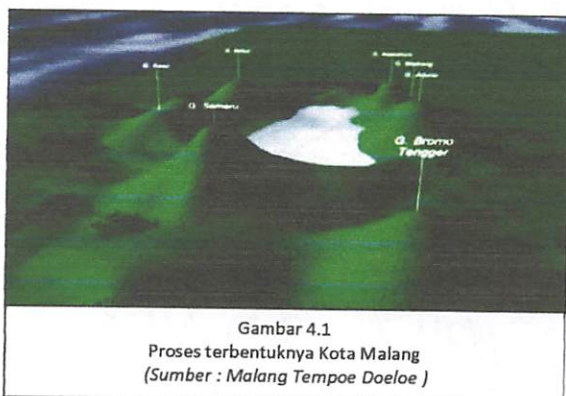 G. Semeru
G. Bromo
Tengger
Gambar 4.1
Proses terbentuknya Kota Malang
(Sumber : Malang Tempoe Doeloe )